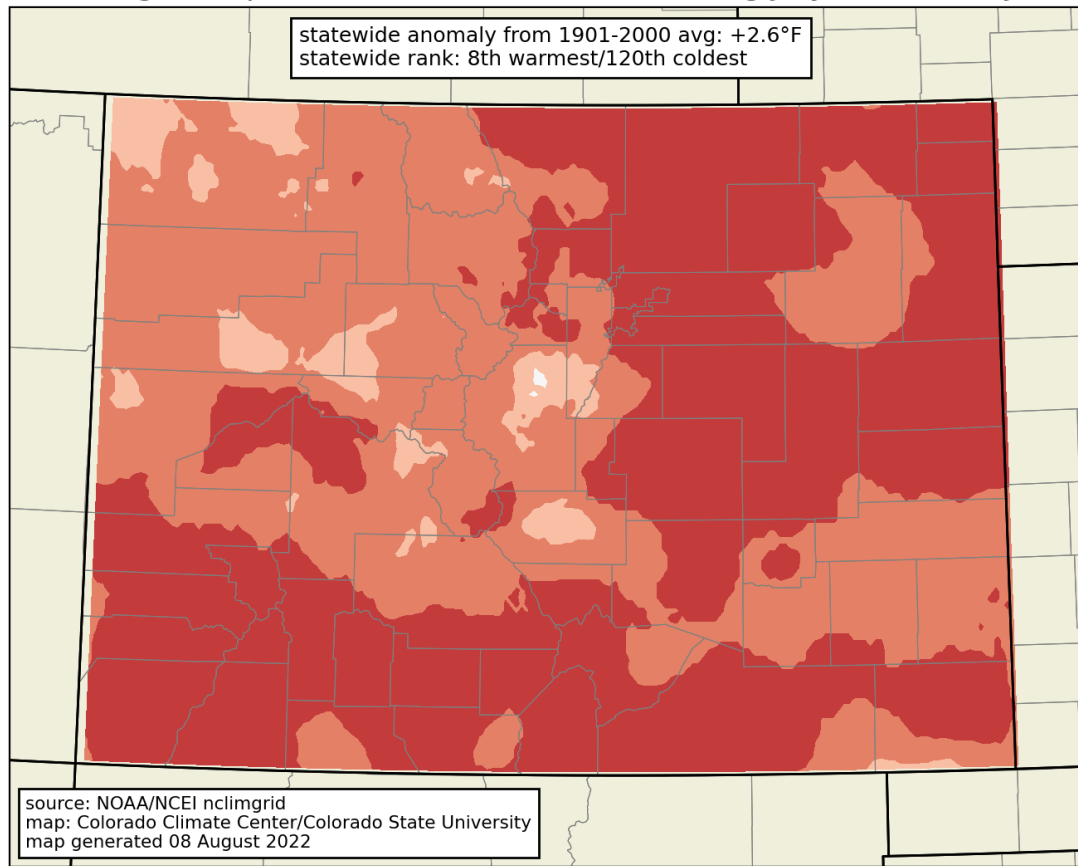 statewide anomaly from 1901-2000 avg: +2.6°F
statewide rank: 8th warmest/120th coldest
source: NOAA/NCEI nclimgrid
map: Colorado Climate Center/Colorado State University
map generated 08 August 2022